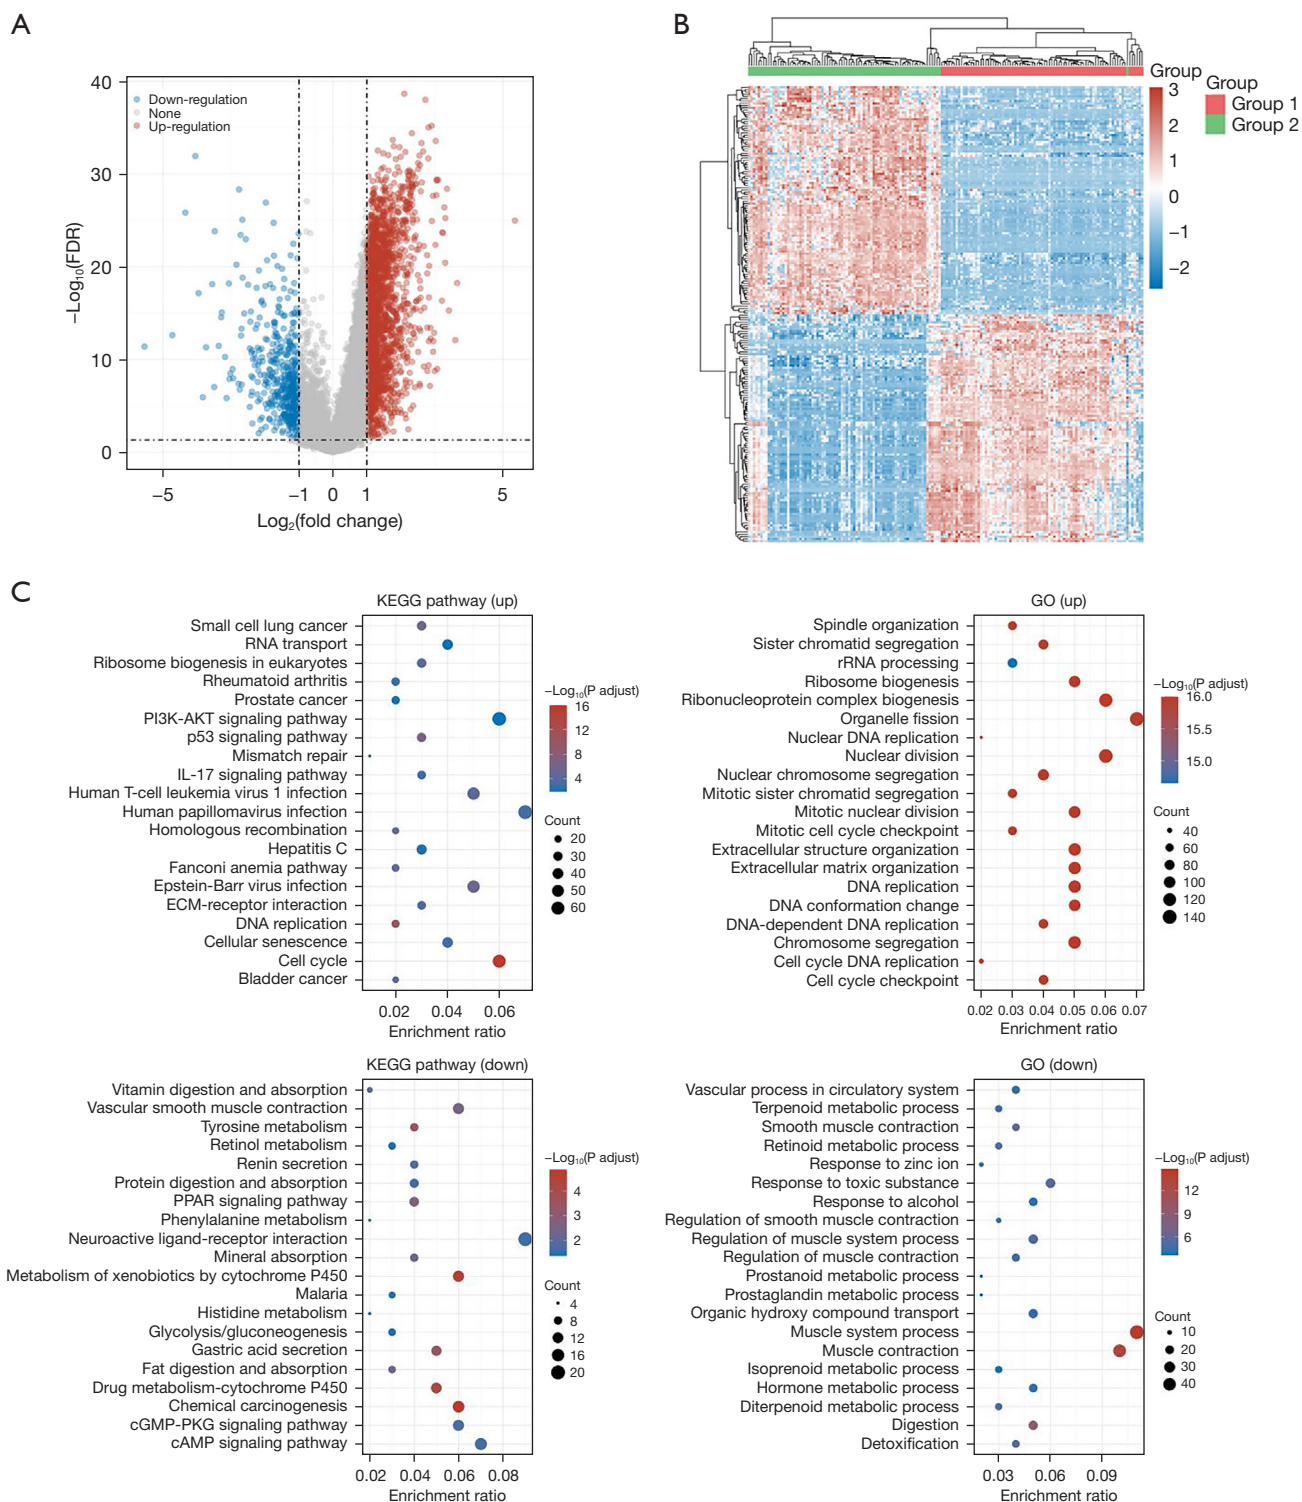 A
B
40
30
20
10
0
−Log₁₀(FDR)
Down-regulation
None
Up-regulation
−5
−1
0
1
5
Log₂(fold change)
Group
3
2
1
0
−1
−2
Group
Group 1
Group 2
C
KEGG pathway (up)
Small cell lung cancer
RNA transport
Ribosome biogenesis in eukaryotes
Rheumatoid arthritis
Prostate cancer
PI3K-AKT signaling pathway
p53 signaling pathway
Mismatch repair
IL-17 signaling pathway
Human T-cell leukemia virus 1 infection
Human papillomavirus infection
Homologous recombination
Hepatitis C
Fanconi anemia pathway
Epstein-Barr virus infection
ECM-receptor interaction
DNA replication
Cellular senescence
Cell cycle
Bladder cancer
0.02
0.04
0.06
Enrichment ratio
−Log₁₀(P adjust)
16
12
8
4
Count
20
30
40
50
60
GO (up)
Spindle organization
Sister chromatid segregation
rRNA processing
Ribosome biogenesis
Ribonucleoprotein complex biogenesis
Organelle fission
Nuclear DNA replication
Nuclear division
Nuclear chromosome segregation
Mitotic sister chromatid segregation
Mitotic nuclear division
Mitotic cell cycle checkpoint
Extracellular structure organization
Extracellular matrix organization
DNA replication
DNA conformation change
DNA-dependent DNA replication
Chromosome segregation
Cell cycle DNA replication
Cell cycle checkpoint
0.02
0.03
0.04
0.05
0.06
0.07
Enrichment ratio
−Log₁₀(P adjust)
16.0
15.5
15.0
Count
40
60
80
100
120
140
KEGG pathway (down)
Vitamin digestion and absorption
Vascular smooth muscle contraction
Tyrosine metabolism
Retinol metabolism
Renin secretion
Protein digestion and absorption
PPAR signaling pathway
Phenylalanine metabolism
Neuroactive ligand-receptor interaction
Mineral absorption
Metabolism of xenobiotics by cytochrome P450
Malaria
Histidine metabolism
Glycolysis/gluconeogenesis
Gastric acid secretion
Fat digestion and absorption
Drug metabolism-cytochrome P450
Chemical carcinogenesis
cGMP-PKG signaling pathway
cAMP signaling pathway
0.02
0.04
0.06
0.08
Enrichment ratio
−Log₁₀(P adjust)
4
3
2
Count
4
8
12
16
20
GO (down)
Vascular process in circulatory system
Terpenoid metabolic process
Smooth muscle contraction
Retinoid metabolic process
Response to zinc ion
Response to toxic substance
Response to alcohol
Regulation of smooth muscle contraction
Regulation of muscle system process
Regulation of muscle contraction
Prostanoid metabolic process
Prostaglandin metabolic process
Organic hydroxy compound transport
Muscle system process
Muscle contraction
Isoprenoid metabolic process
Hormone metabolic process
Diterpenoid metabolic process
Digestion
Detoxification
0.03
0.06
0.09
Enrichment ratio
−Log₁₀(P adjust)
12
9
6
Count
10
20
30
40